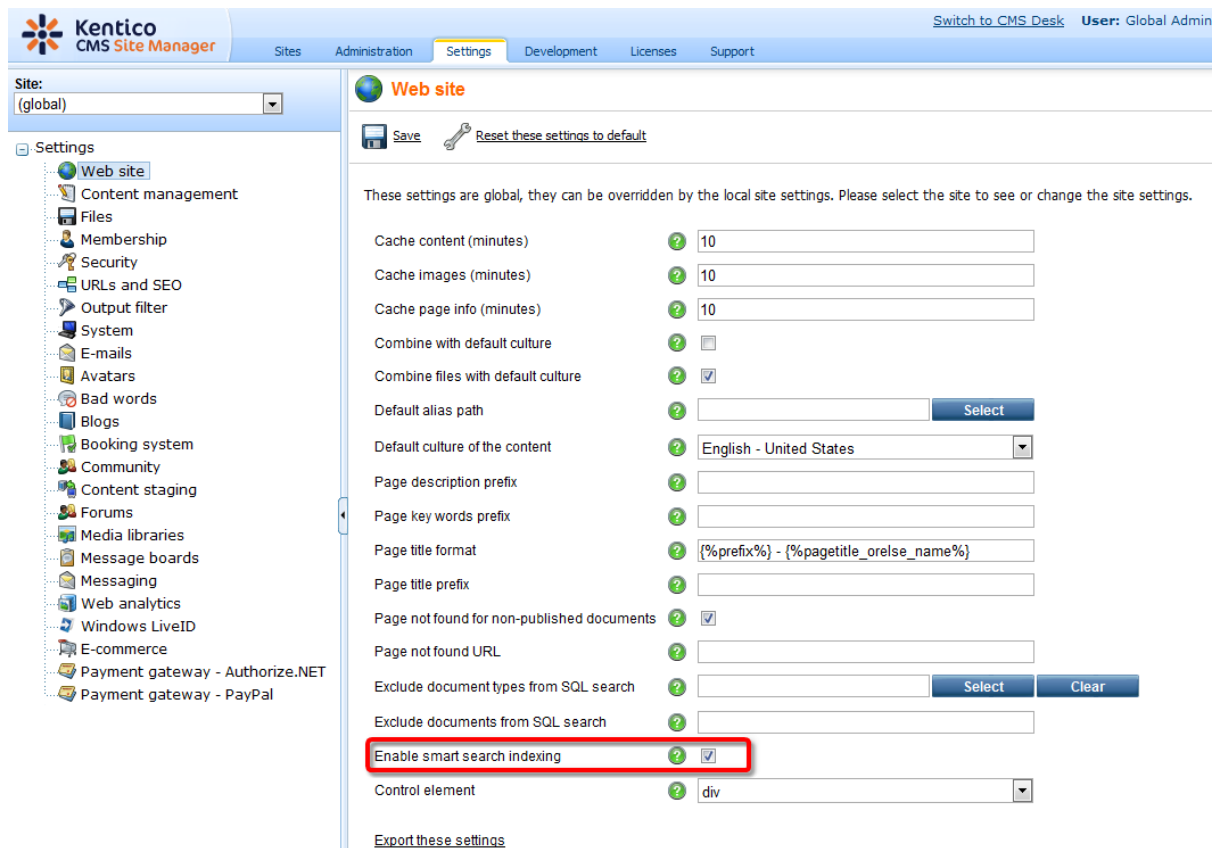 Switch to CMS Desk User: Global Admin
Kentico
CMS Site Manager
Sites Administration Settings Development Licenses Support
Site:
(global)
Settings
Web site
Content management
Files
Membership
Security
URLs and SEO
Output filter
System
E-mails
Avatars
Bad words
Blogs
Booking system
Community
Content staging
Forums
Media libraries
Message boards
Messaging
Web analytics
Windows LiveID
E-commerce
Payment gateway - Authorize.NET
Payment gateway - PayPal
Web site
Save Reset these settings to default
These settings are global, they can be overridden by the local site settings. Please select the site to see or change the site settings.
Cache content (minutes) ? 10
Cache images (minutes) ? 10
Cache page info (minutes) ? 10
Combine with default culture ?
Combine files with default culture ?
Default alias path ? Select
Default culture of the content ? English - United States
Page description prefix ?
Page key words prefix ?
Page title format ? {%prefix%} - {%pagetitle_orelse_name%}
Page title prefix ?
Page not found for non-published documents ?
Page not found URL ?
Exclude document types from SQL search ? Select Clear
Exclude documents from SQL search ?
Enable smart search indexing ?
Control element ? div
Export these settings